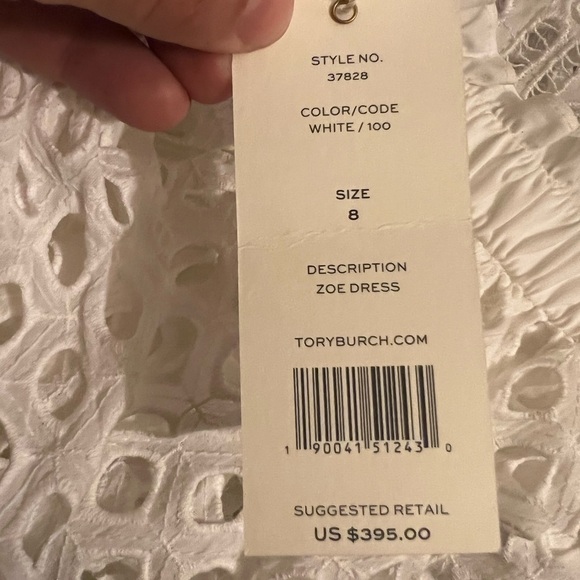 STYLE NO.
37828
COLOR/CODE
WHITE / 100
SIZE
8
DESCRIPTION
ZOE DRESS
TORYBURCH.COM
1 90041 51243 0
SUGGESTED RETAIL
US $395.00